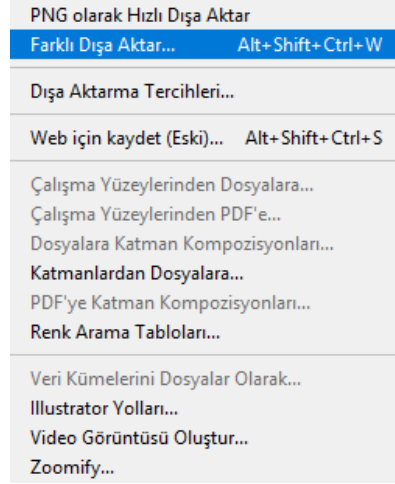 PNG olarak Hızlı Dışa Aktar
Farklı Dışa Aktar... Alt+Shift+Ctrl+W
Dışa Aktarma Tercihleri...
Web için kaydet (Eski)... Alt+Shift+Ctrl+S
Çalışma Yüzeylerinden Dosyalara...
Çalışma Yüzeylerinden PDF'e...
Dosyalara Katman Kompozisyonları...
Katmanlardan Dosyalara...
PDF'ye Katman Kompozisyonları...
Renk Arama Tabloları...
Veri Kümelerini Dosyalar Olarak...
Illustrator Yolları...
Video Görüntüsü Oluştur...
Zoomify...